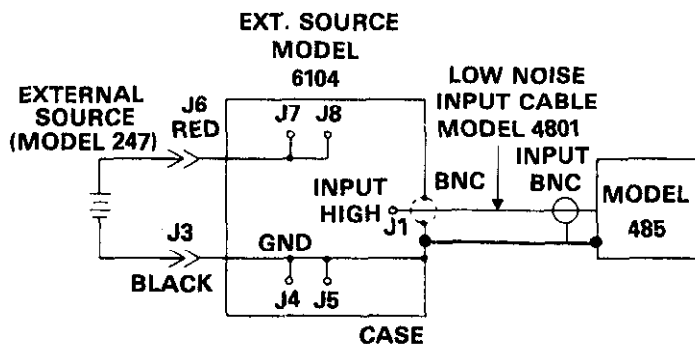 EXT. SOURCE
MODEL
6104
EXTERNAL
SOURCE
(MODEL 247)
J6
RED
J7 J8
LOW NOISE
INPUT CABLE
MODEL 4801
INPUT
BNC
BNC
INPUT
HIGH
J1
MODEL
485
J3
BLACK
GND
J4 J5
CASE